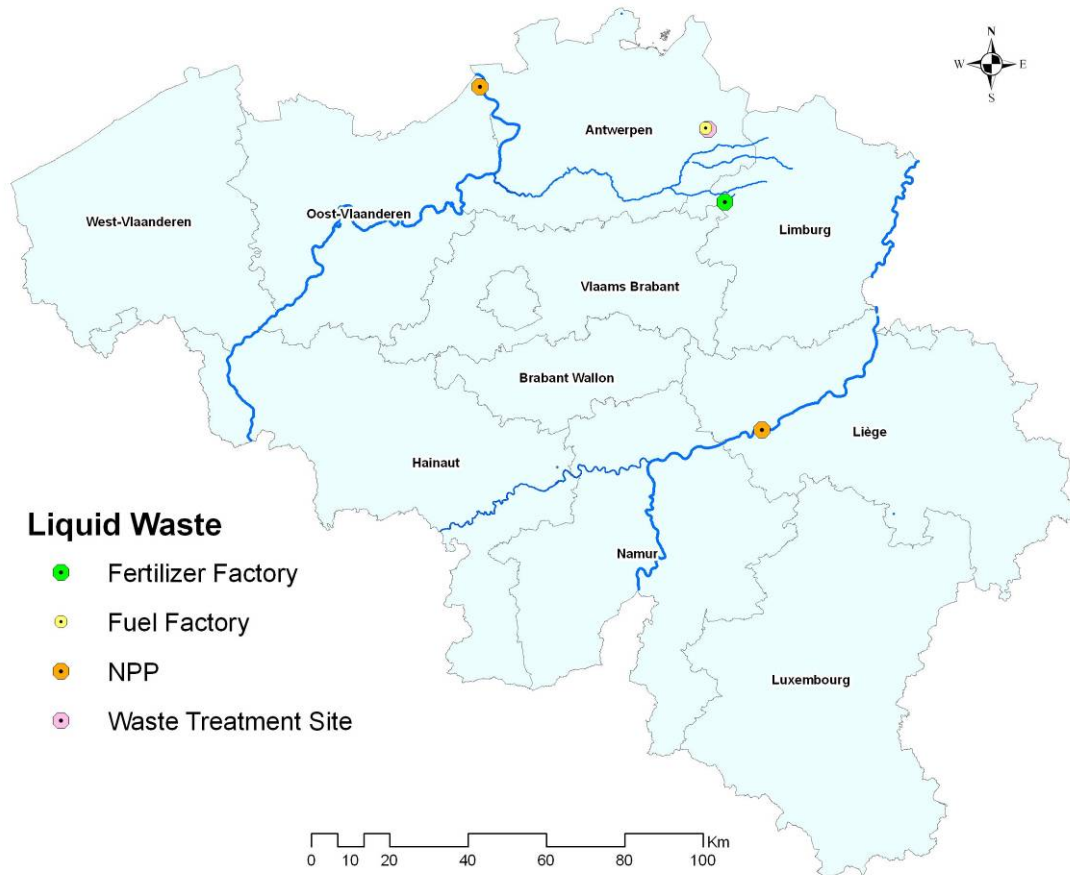 N
W E
S
Antwerpen
West-Vlaanderen
Oost-Vlaanderen
Limburg
Vlaams Brabant
Brabant Wallon
Liège
Hainaut
Namur
Luxembourg
Liquid Waste
Fertilizer Factory
Fuel Factory
NPP
Waste Treatment Site
Km
0 10 20 40 60 80 100